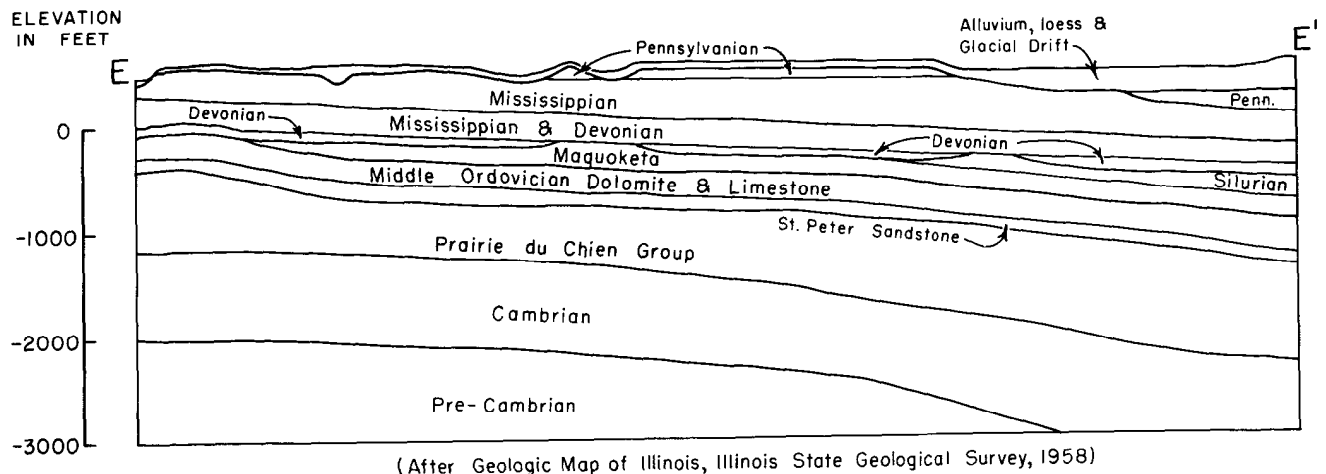 ELEVATION
IN FEET
Alluvium, loess &
Glacial Drift
E
E'
Pennsylvanian
Mississippian
Penn.
Devonian
0
Mississippian & Devonian
Devonian
Maquoketa
Middle Ordovician Dolomite & Limestone
Silurian
St. Peter Sandstone
-1000
Prairie du Chien Group
Cambrian
-2000
Pre-Cambrian
-3000
(After Geologic Map of Illinois, Illinois State Geological Survey, 1958)